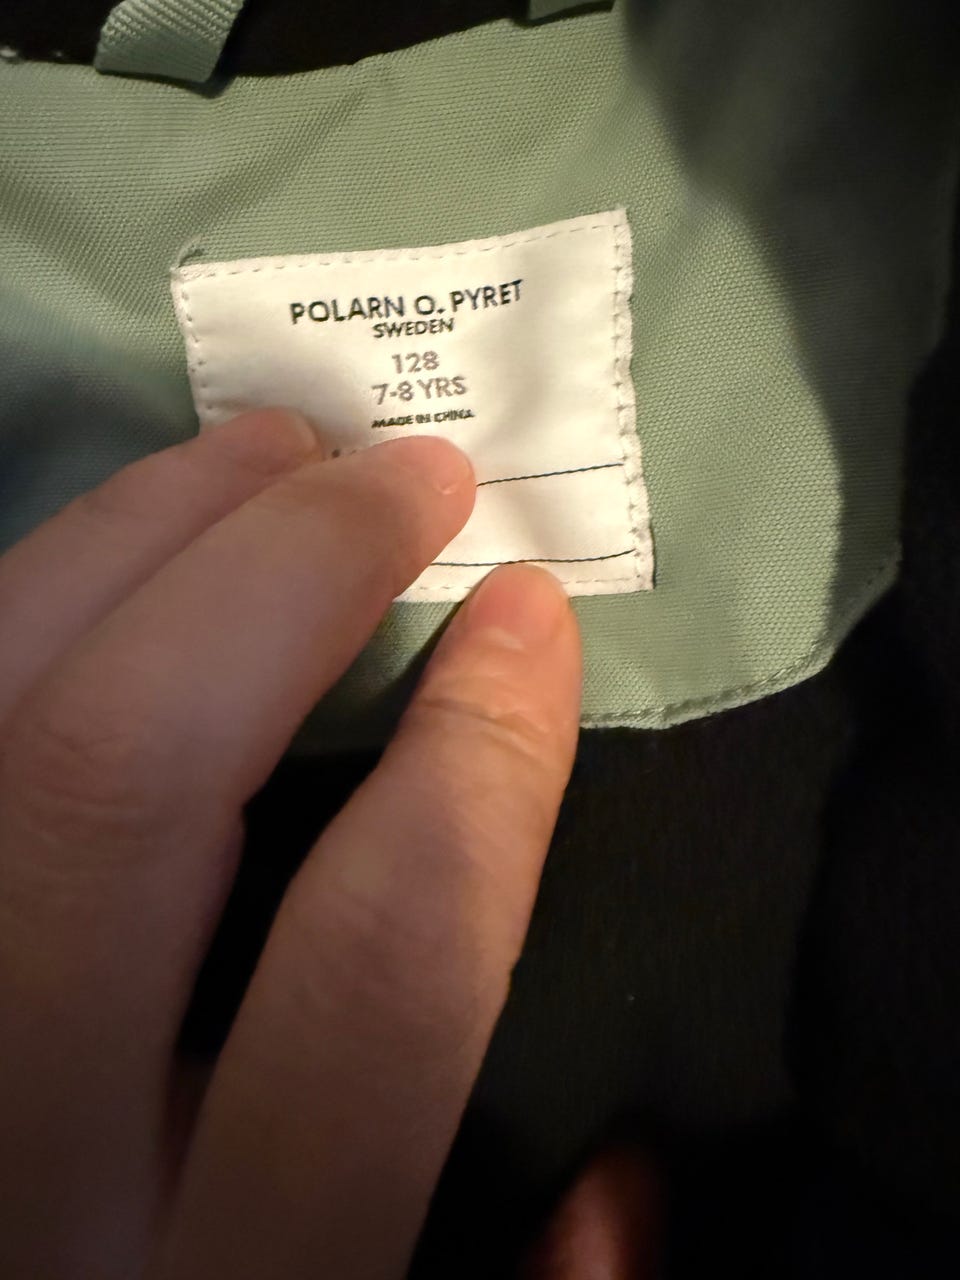 POLARN O. PYRET
SWEDEN
128
7-8 YRS
MADE IN CHINA